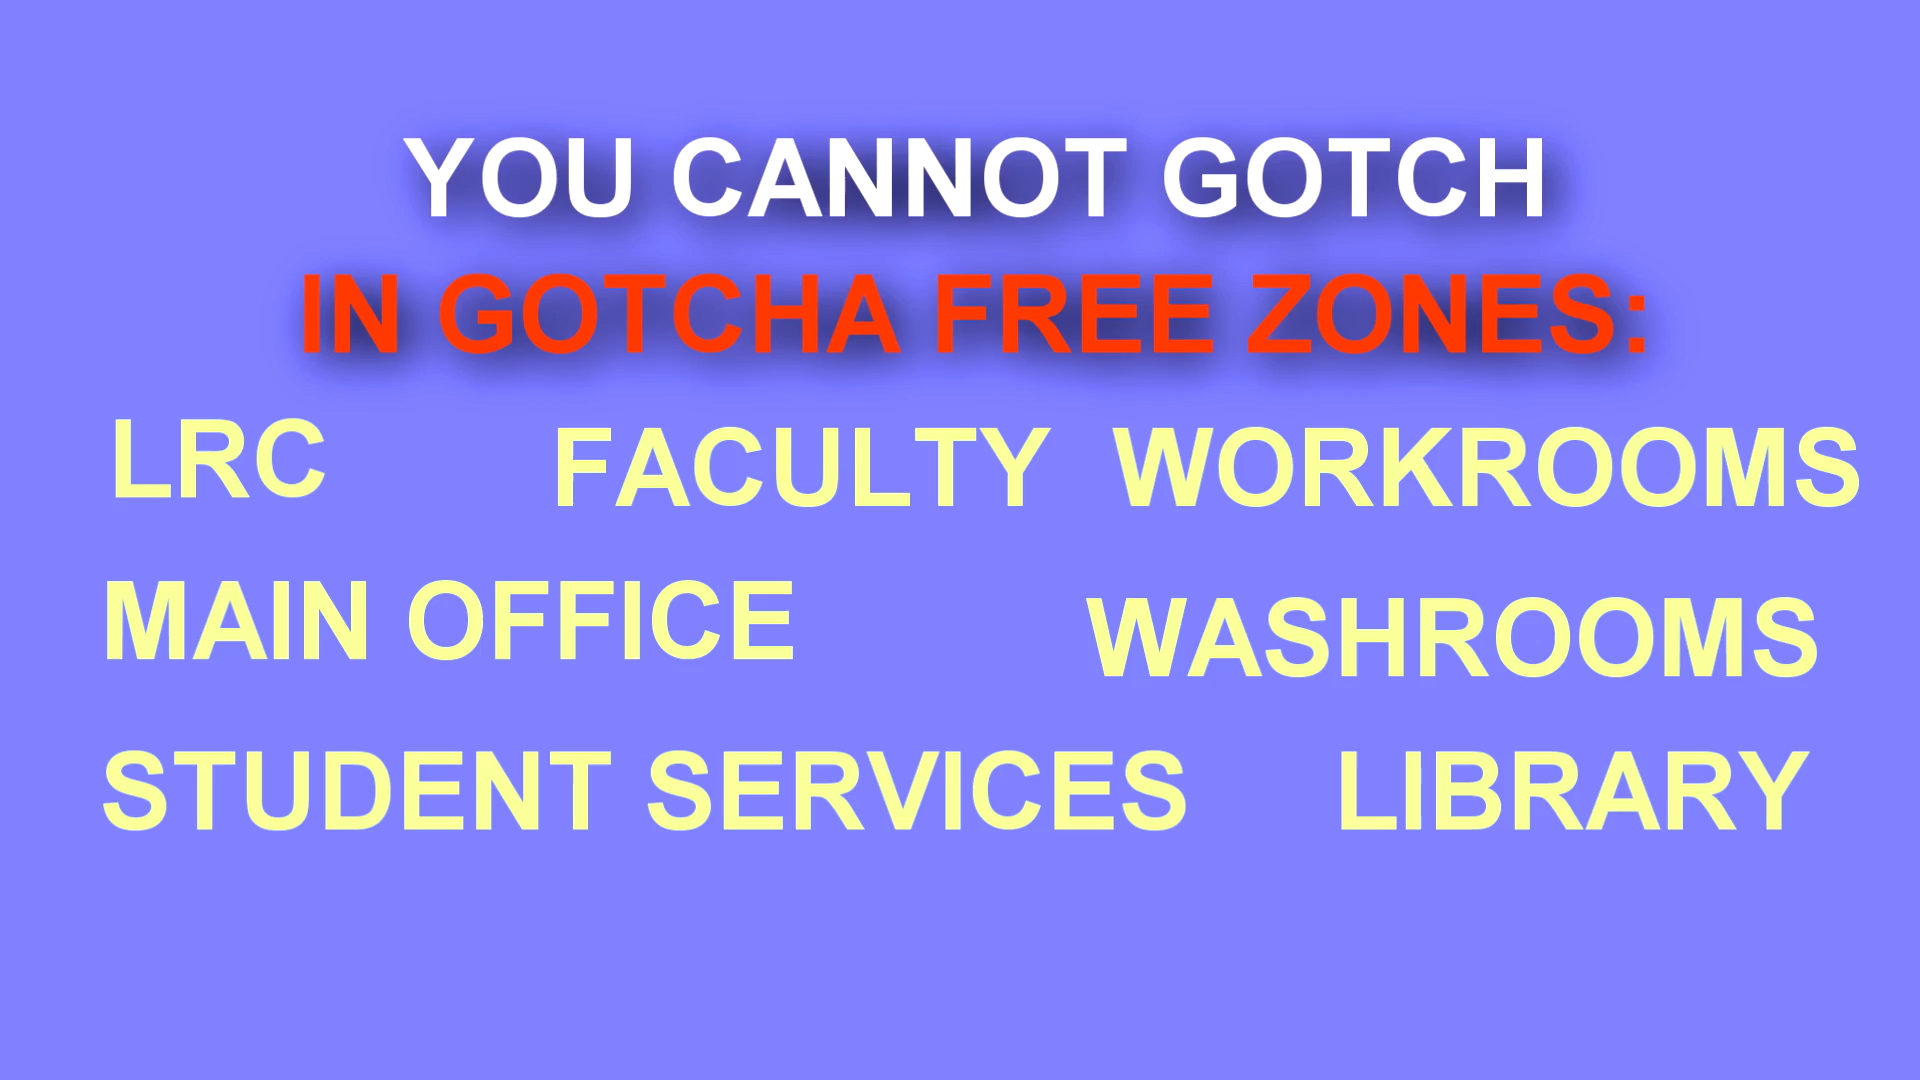 YOU CANNOT GOTCH
IN GOTCHA FREE ZONES:
LRC
FACULTY WORKROOMS
MAIN OFFICE
WASHROOMS
STUDENT SERVICES
LIBRARY